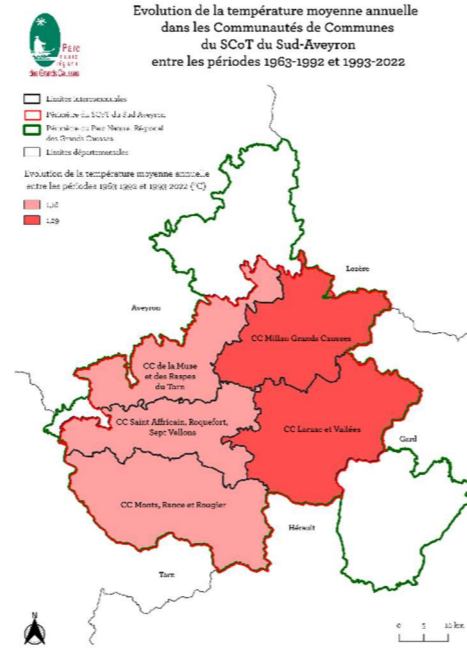 Evolution de la température moyenne annuelle
dans les Communautés de Communes
du SCoT du Sud-Aveyron
entre les périodes 1963-1992 et 1993-2022
Parc
naturel
régional
des Grands Causses
Limites intercommunales
Périmètre du SCoT du Sud Aveyron
Périmètre du Parc Naturel Régional
des Grands Causses
Limites départementales
Evolution de la température moyenne annuelle
entre les périodes 1963 1992 et 1993 2022 (°C)
1,18
1,29
Lozère
Aveyron
CC Millau Grands Causses
CC de la Muse
et des Raspes
du Tarn
CC Saint Affricain, Roquefort,
Sept Vallons
CC Larzac et Vallées
Gard
CC Monts, Rance et Rougier
Hérault
Tarn
N
0 5 10 km